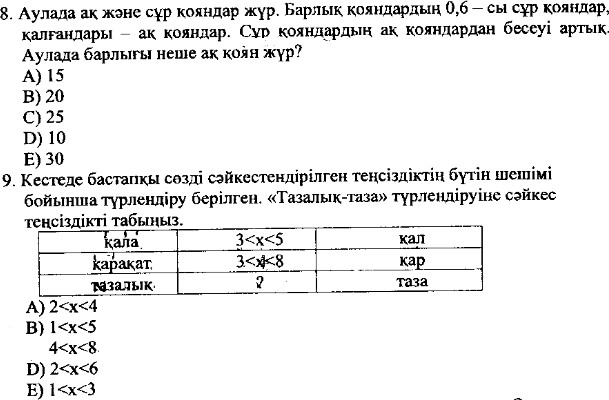 8. Аулада ақ және сұр қояндар жүр. Барлық қояндардың 0,6 – сы сұр қояндар,
қалғандары – ақ қояндар. Сұр қояндардың ақ қояндардан бесеуі артық.
Аулада барлығы неше ақ қоян жүр?
A) 15
B) 20
C) 25
D) 10
E) 30
9. Кестеде бастапқы сөзді сәйкестендірілген теңсіздіктің бүтін шешімі
бойынша түрлендіру берілген. «Тазалық-таза» түрлендіруіне сәйкес
теңсіздікті табыңыз.
қала 3<x<5 қал
қарақат 3<x<8 қар
тазалық ? таза
A) 2<x<4
B) 1<x<5
4<x<8
D) 2<x<6
E) 1<x<3